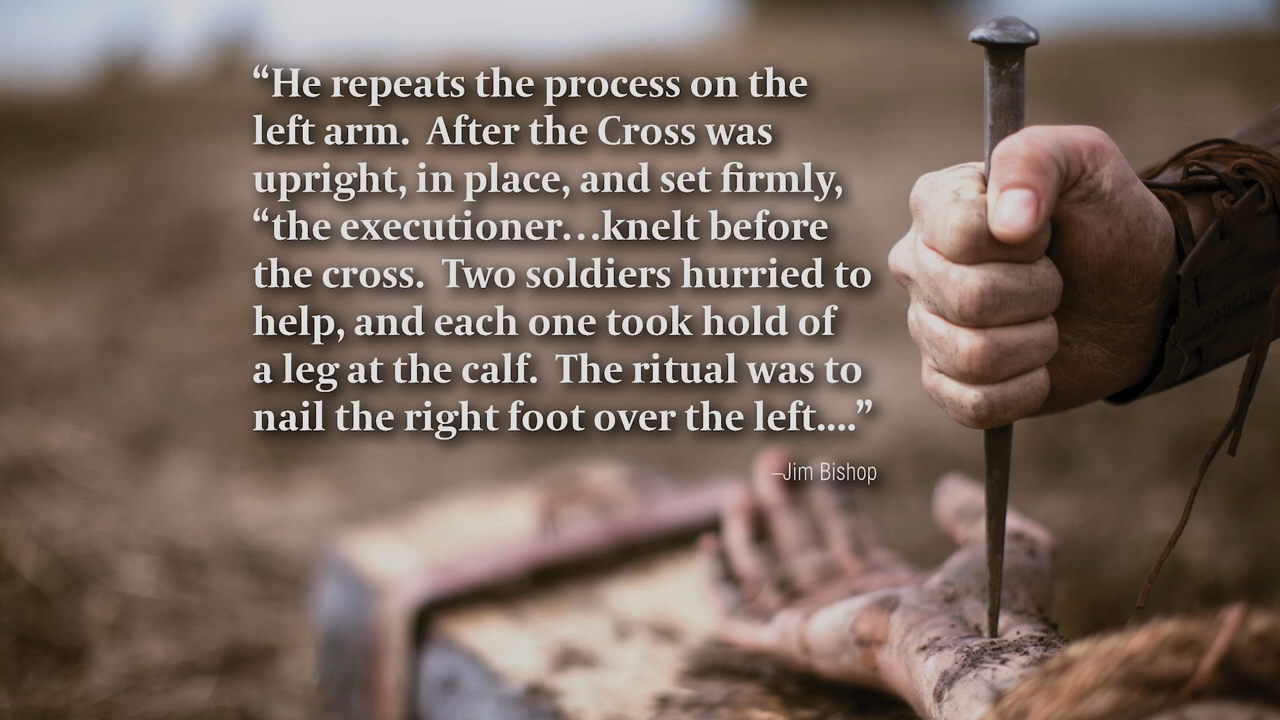 “He repeats the process on the
left arm.  After the Cross was
upright, in place, and set firmly,
“the executioner…knelt before
the cross.  Two soldiers hurried to
help, and each one took hold of
a leg at the calf.  The ritual was to
nail the right foot over the left....”
–Jim Bishop